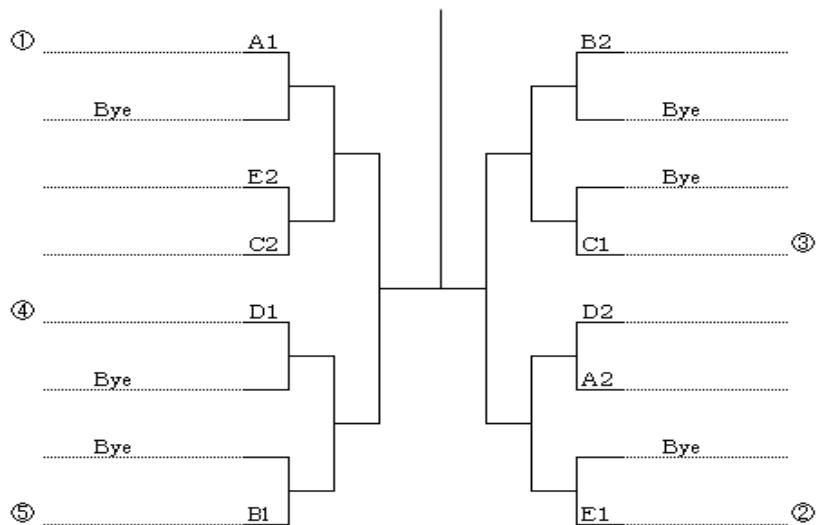 ① A1 B2
Bye Bye
E2 Bye
C2 C1 ③
④ D1 D2
Bye A2
Bye Bye
⑤ B1 E1 ②